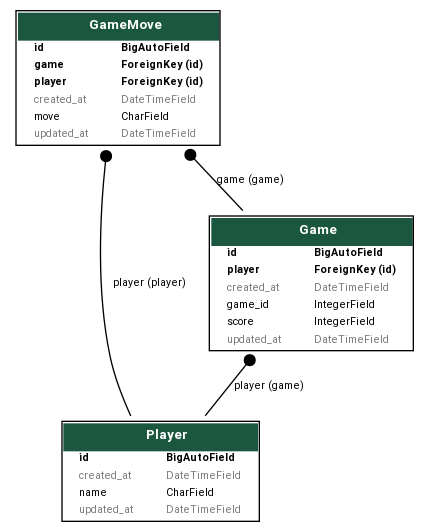 GameMove
id BigAutoField
game ForeignKey (id)
player ForeignKey (id)
created_at DateTimeField
move CharField
updated_at DateTimeField
game (game)
Game
id BigAutoField
player ForeignKey (id)
created_at DateTimeField
game_id IntegerField
score IntegerField
updated_at DateTimeField
player (player)
player (game)
Player
id BigAutoField
created_at DateTimeField
name CharField
updated_at DateTimeField